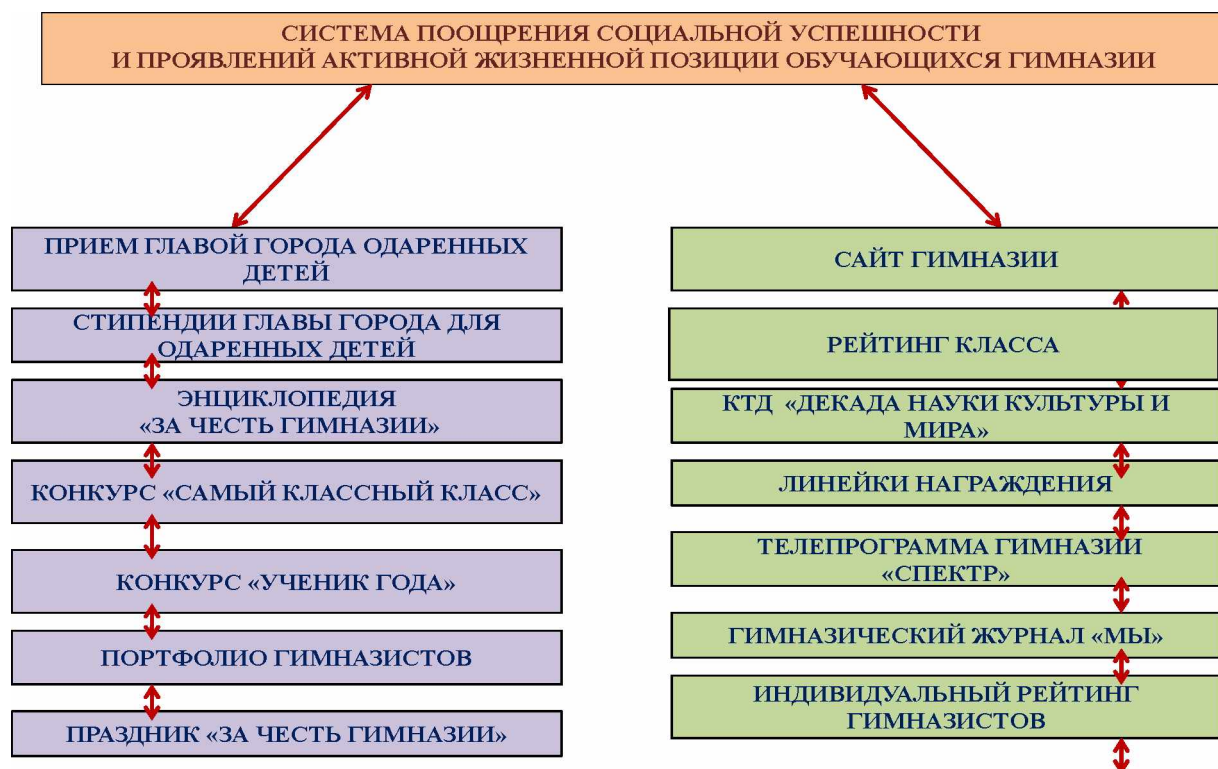 СИСТЕМА ПООЩРЕНИЯ СОЦИАЛЬНОЙ УСПЕШНОСТИ
И ПРОЯВЛЕНИЙ АКТИВНОЙ ЖИЗНЕННОЙ ПОЗИЦИИ ОБУЧАЮЩИХСЯ ГИМНАЗИИ
ПРИЕМ ГЛАВОЙ ГОРОДА ОДАРЕННЫХ
ДЕТЕЙ
СТИПЕНДИИ ГЛАВЫ ГОРОДА ДЛЯ
ОДАРЕННЫХ ДЕТЕЙ
ЭНЦИКЛОПЕДИЯ
«ЗА ЧЕСТЬ ГИМНАЗИИ»
КОНКУРС «САМЫЙ КЛАССНЫЙ КЛАСС»
КОНКУРС «УЧЕНИК ГОДА»
ПОРТФОЛИО ГИМНАЗИСТОВ
ПРАЗДНИК «ЗА ЧЕСТЬ ГИМНАЗИИ»
САЙТ ГИМНАЗИИ
РЕЙТИНГ КЛАССА
КТД «ДЕКАДА НАУКИ КУЛЬТУРЫ И
МИРА»
ЛИНЕЙКИ НАГРАЖДЕНИЯ
ТЕЛЕПРОГРАММА ГИМНАЗИИ
«СПЕКТР»
ГИМНАЗИЧЕСКИЙ ЖУРНАЛ «МЫ»
ИНДИВИДУАЛЬНЫЙ РЕЙТИНГ
ГИМНАЗИСТОВ